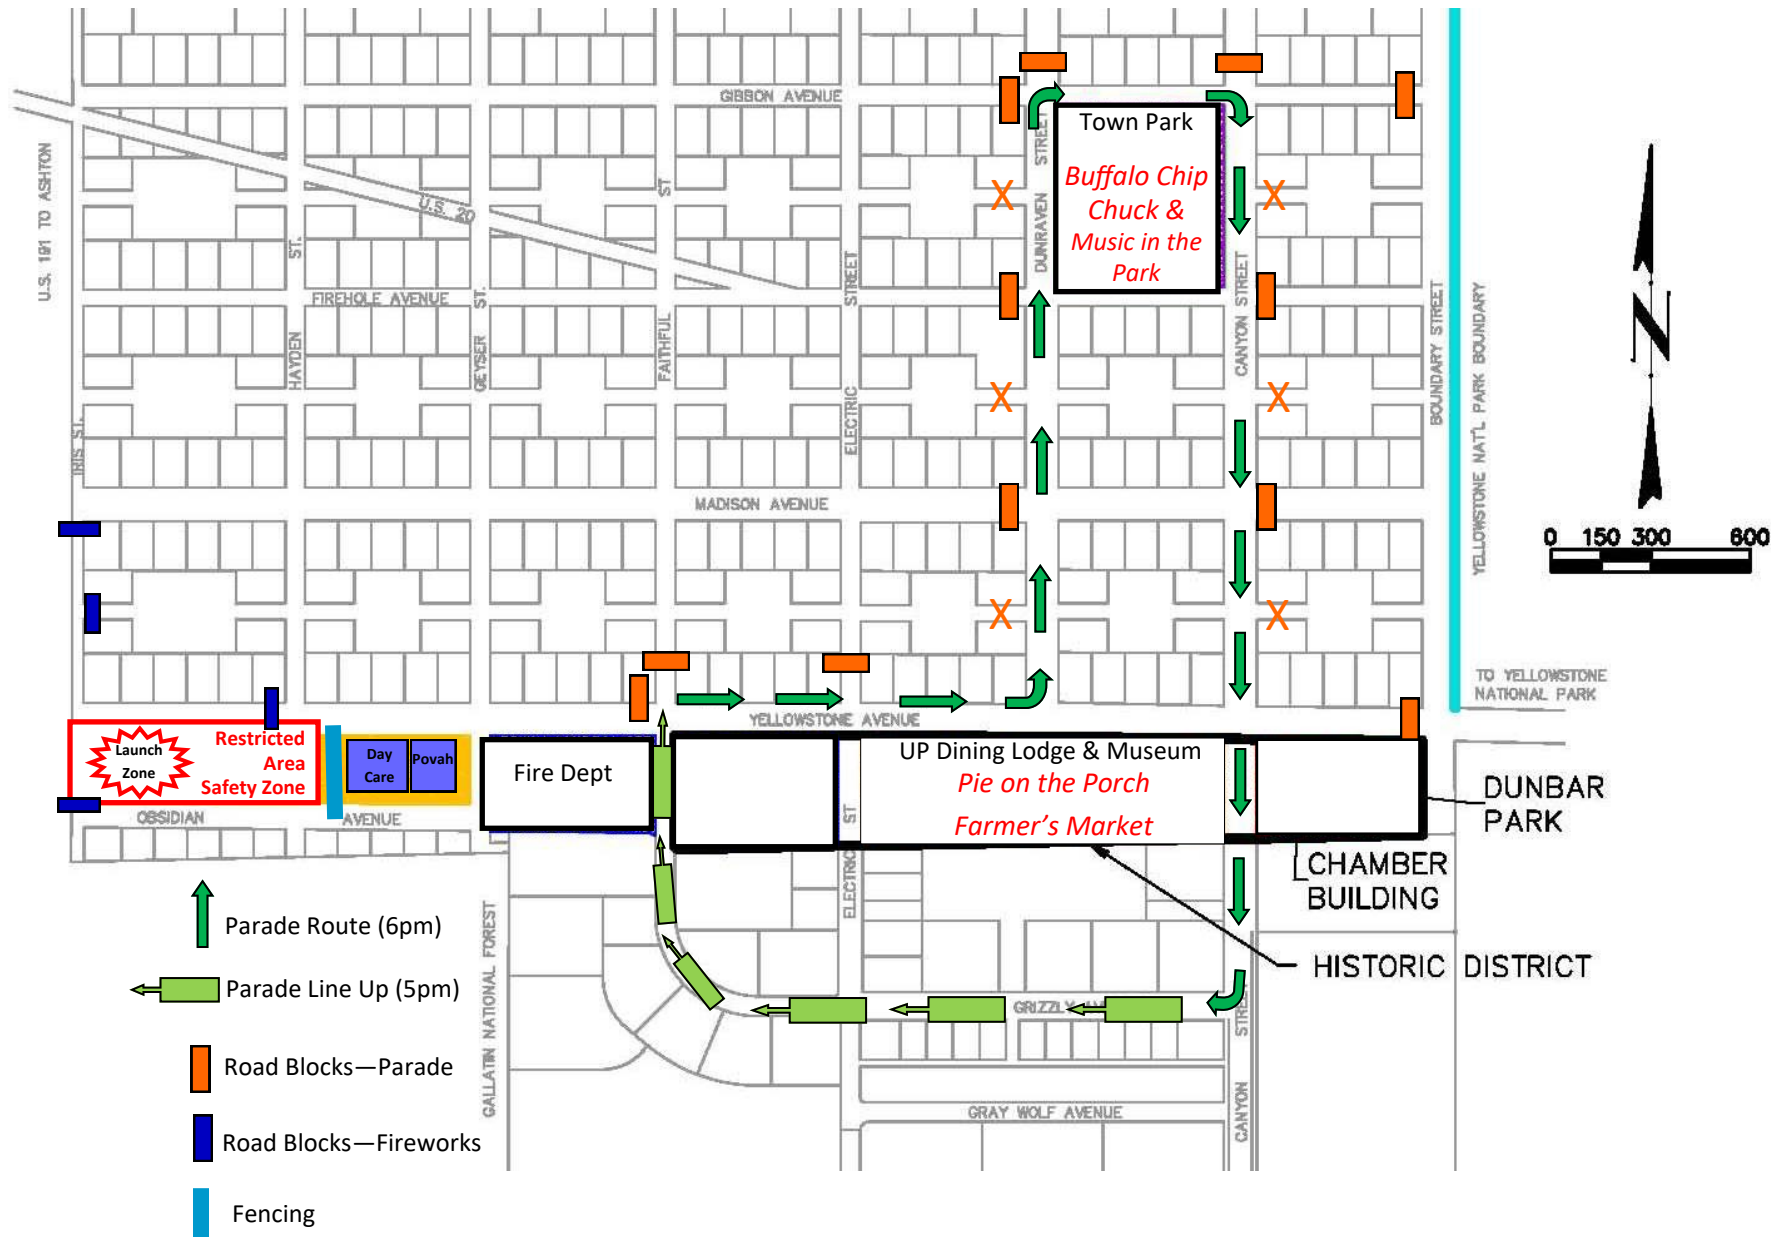 GIBBON AVENUE
Town Park
Buffalo Chip
Chuck &
Music in the
Park
U.S. 191 TO ASHTON
U.S. 20
ST
ST.
DUNRAVEN STREET
STREET
FIREHOLE AVENUE
ST.
HAYDEN
GEYSER
FAITHFUL
ELECTRIC
CANYON STREET
BOUNDARY STREET
YELLOWSTONE NAT'L PARK BOUNDARY
N
IRIS ST.
MADISON AVENUE
0 150 300 600
X
X
X
X
X
X
TO YELLOWSTONE
NATIONAL PARK
YELLOWSTONE AVENUE
Launch
Zone
Restricted
Area
Safety Zone
Day
Care
Povah
Fire Dept
UP Dining Lodge & Museum
Pie on the Porch
Farmer's Market
ST
ELECTRIC
DUNBAR
PARK
OBSIDIAN
AVENUE
CHAMBER
BUILDING
HISTORIC DISTRICT
GALLATIN NATIONAL FOREST
GRIZZLY
STREET
CANYON
GRAY WOLF AVENUE
Parade Route (6pm)
Parade Line Up (5pm)
Road Blocks—Parade
Road Blocks—Fireworks
Fencing